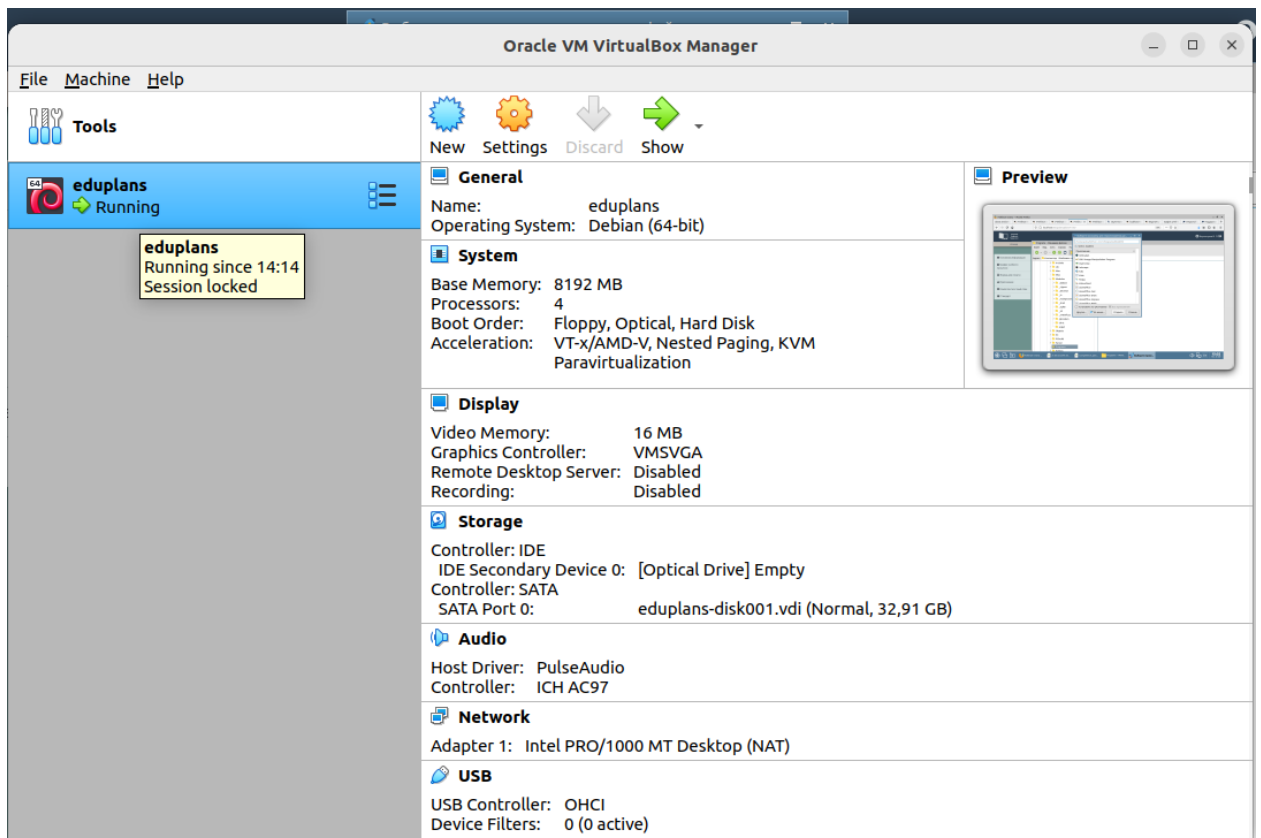 Oracle VM VirtualBox Manager
File Machine Help
Tools
New Settings Discard Show
64
eduplans
Running
eduplans
Running since 14:14
Session locked
General
Name: eduplans
Operating System: Debian (64-bit)
Preview
System
Base Memory: 8192 MB
Processors: 4
Boot Order: Floppy, Optical, Hard Disk
Acceleration: VT-x/AMD-V, Nested Paging, KVM
Paravirtualization
Display
Video Memory: 16 MB
Graphics Controller: VMSVGA
Remote Desktop Server: Disabled
Recording: Disabled
Storage
Controller: IDE
IDE Secondary Device 0: [Optical Drive] Empty
Controller: SATA
SATA Port 0: eduplans-disk001.vdi (Normal, 32,91 GB)
Audio
Host Driver: PulseAudio
Controller: ICH AC97
Network
Adapter 1: Intel PRO/1000 MT Desktop (NAT)
USB
USB Controller: OHCI
Device Filters: 0 (0 active)